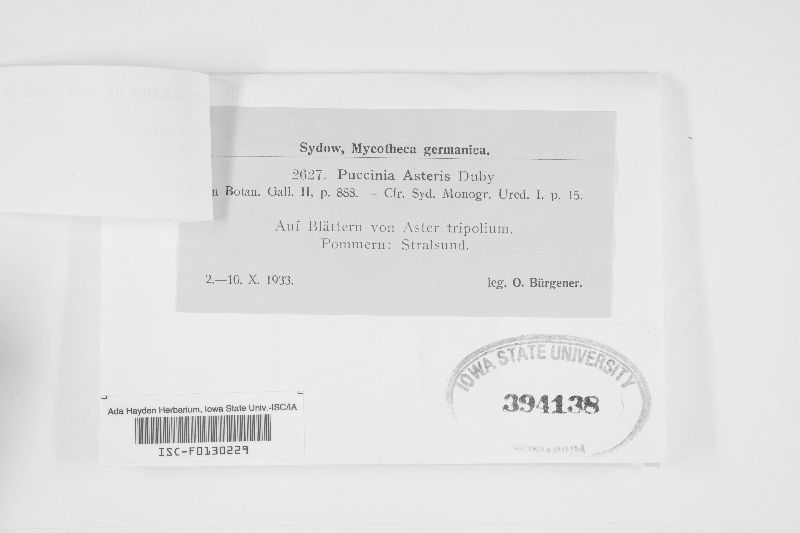 Sydow, Mycotheca germanica.
2627. Puccinia Asteris Duby
n Botan. Gall. II, p. 888. — Cfr. Syd. Monogr. Ured. I, p. 15.
Auf Blättern von Aster tripolium.
Pommern: Stralsund.
2.—10. X. 1933. leg. O. Bürgener.
IOWA STATE UNIVERSITY
394138
Ada Hayden Herbarium, Iowa State Univ.-ISC/IA
ISC-F0130229